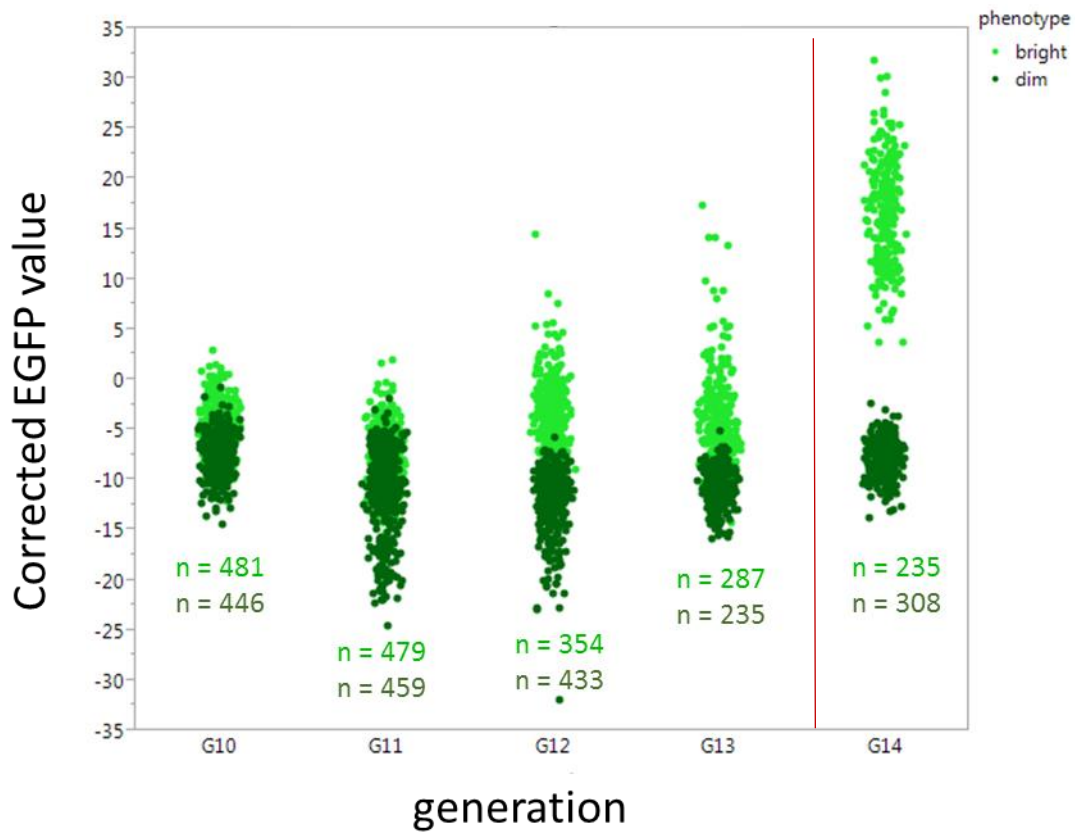 phenotype
bright
dim
Corrected EGFP value
35
30
25
20
15
10
5
0
-5
-10
-15
-20
-25
-30
-35
n = 481
n = 446
n = 479
n = 459
n = 354
n = 433
n = 287
n = 235
n = 235
n = 308
G10
G11
G12
G13
G14
generation